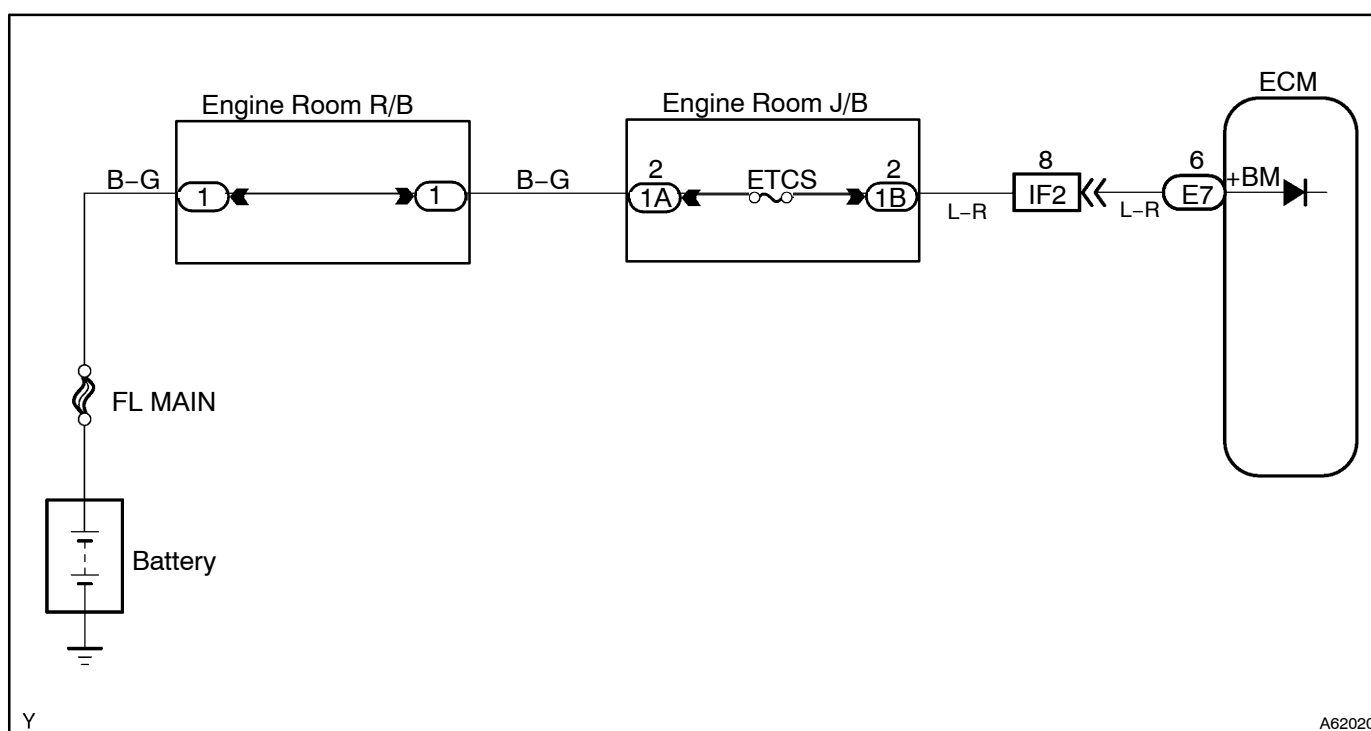 ECM
Engine Room R/B
Engine Room J/B
B–G
1
1
B–G
2
1A
ETCS
2
1B
L–R
8
IF2
L–R
6
E7
+BM
FL MAIN
Battery
Y
A62020